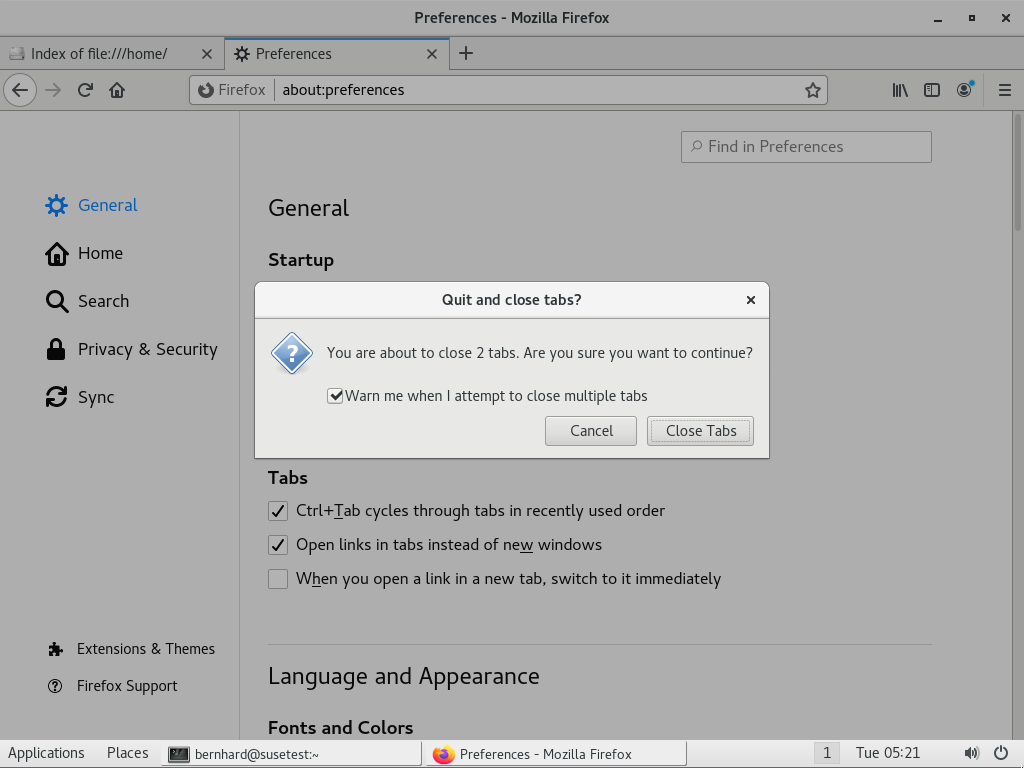 Preferences - Mozilla Firefox
Index of file:///home/
Preferences
Firefox
about:preferences
Find in Preferences
General
Home
Search
Privacy & Security
Sync
Extensions & Themes
Firefox Support
General
Startup
Quit and close tabs?
You are about to close 2 tabs. Are you sure you want to continue?
Warn me when I attempt to close multiple tabs
Cancel
Close Tabs
Tabs
Ctrl+Tab cycles through tabs in recently used order
Open links in tabs instead of new windows
When you open a link in a new tab, switch to it immediately
Language and Appearance
Fonts and Colors
Applications
Places
bernhard@susetest:~
Preferences - Mozilla Firefox
1
Tue 05:21